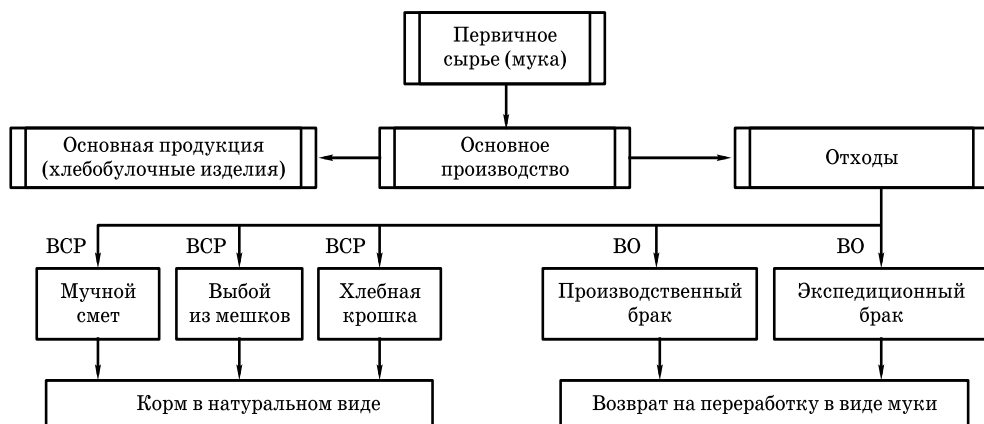 Первичное
сырье (мука)
Основная продукция
(хлебобулочные изделия)
Основное
производство
Отходы
ВСР
ВСР
ВСР
ВО
ВО
Мучной
смет
Выбой
из мешков
Хлебная
крошка
Производственный
брак
Экспедиционный
брак
Корм в натуральном виде
Возврат на переработку в виде муки